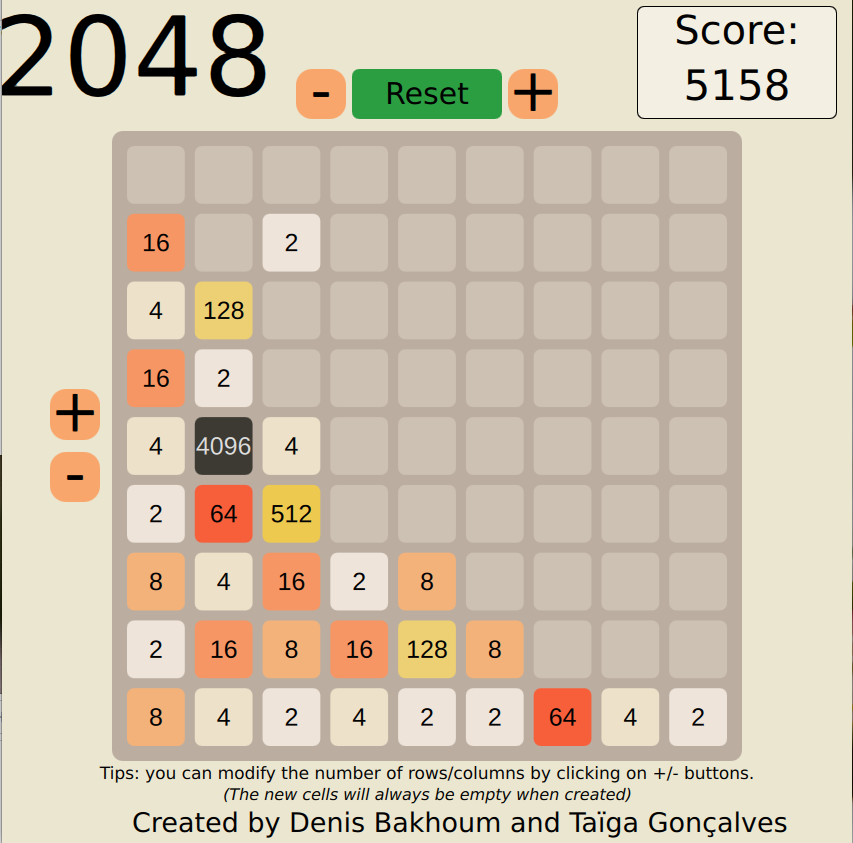 2048
- Reset +
Score:
5158
16 2
4 128
16 2
+
4 4096 4
-
2 64 512
8 4 16 2 8
2 16 8 16 128 8
8 4 2 4 2 2 64 4 2
Tips: you can modify the number of rows/columns by clicking on +/- buttons.
(The new cells will always be empty when created)
Created by Denis Bakhoum and Taïga Gonçalves